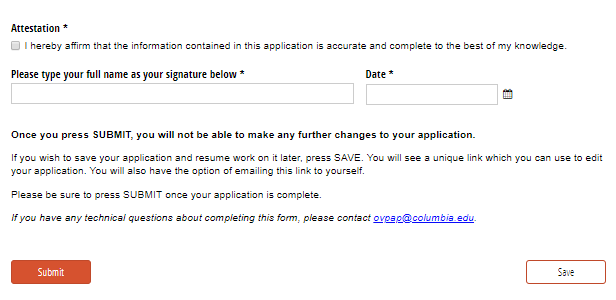 Attestation *
I hereby affirm that the information contained in this application is accurate and complete to the best of my knowledge.
Please type your full name as your signature below * Date *
Once you press SUBMIT, you will not be able to make any further changes to your application.
If you wish to save your application and resume work on it later, press SAVE. You will see a unique link which you can use to edit
your application. You will also have the option of emailing this link to yourself.
Please be sure to press SUBMIT once your application is complete.
If you have any technical questions about completing this form, please contact ovpap@columbia.edu.
Submit Save